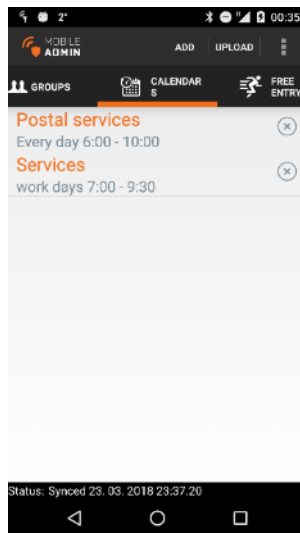 2° 00:35
MOBILE ADMIN ADD UPLOAD
GROUPS CALENDAR S FREE ENTRY
Postal services
Every day 6:00 - 10:00
Services
work days 7:00 - 9:30
Status: Synced 23. 03. 2018 23:37.20